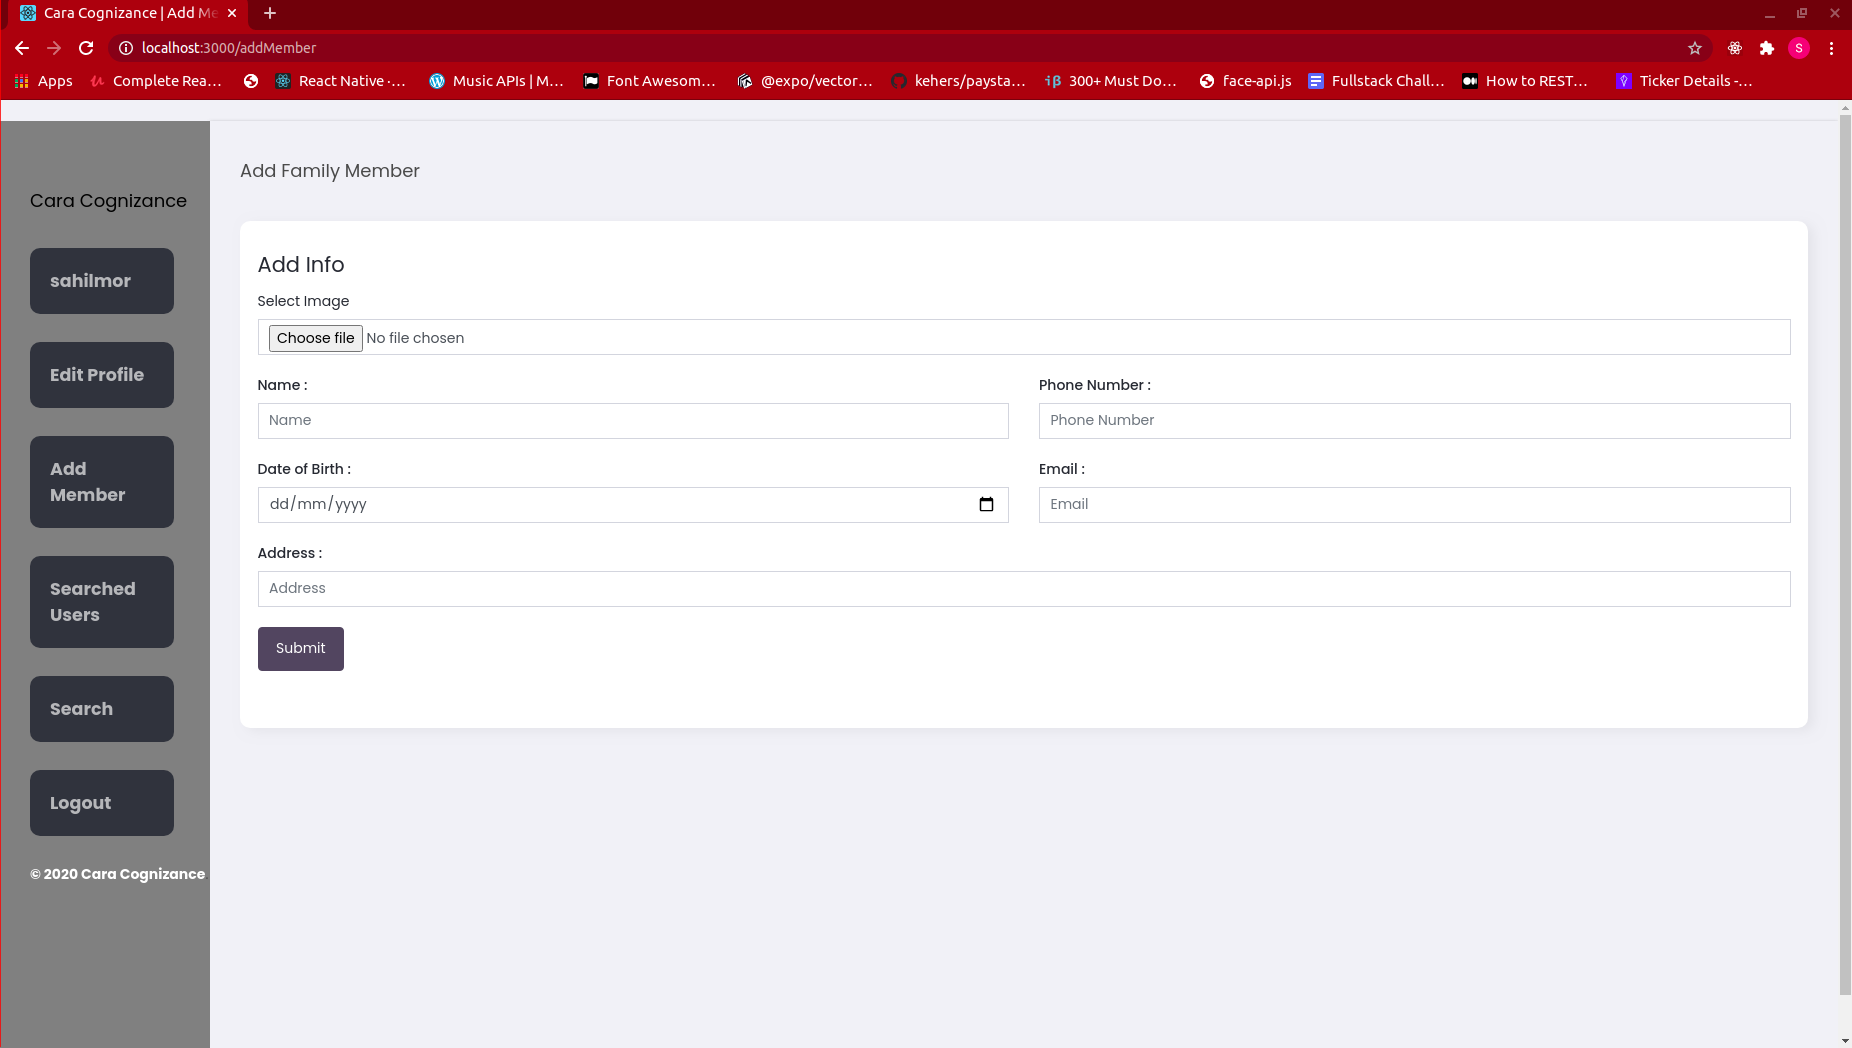 Cara Cognizance | Add Me
localhost:3000/addMember
S
Apps
Complete Rea...
React Native -...
Music APIs | M...
Font Awesom...
@expo/vector...
kehers/paysta...
iβ 300+ Must Do...
face-api.js
Fullstack Chall...
How to REST...
Ticker Details -...
Cara Cognizance
sahilmor
Edit Profile
Add
Member
Searched
Users
Search
Logout
© 2020 Cara Cognizance
Add Family Member
Add Info
Select Image
Choose file No file chosen
Name :
Name
Phone Number :
Phone Number
Date of Birth :
dd/mm/yyyy
Email :
Email
Address :
Address
Submit